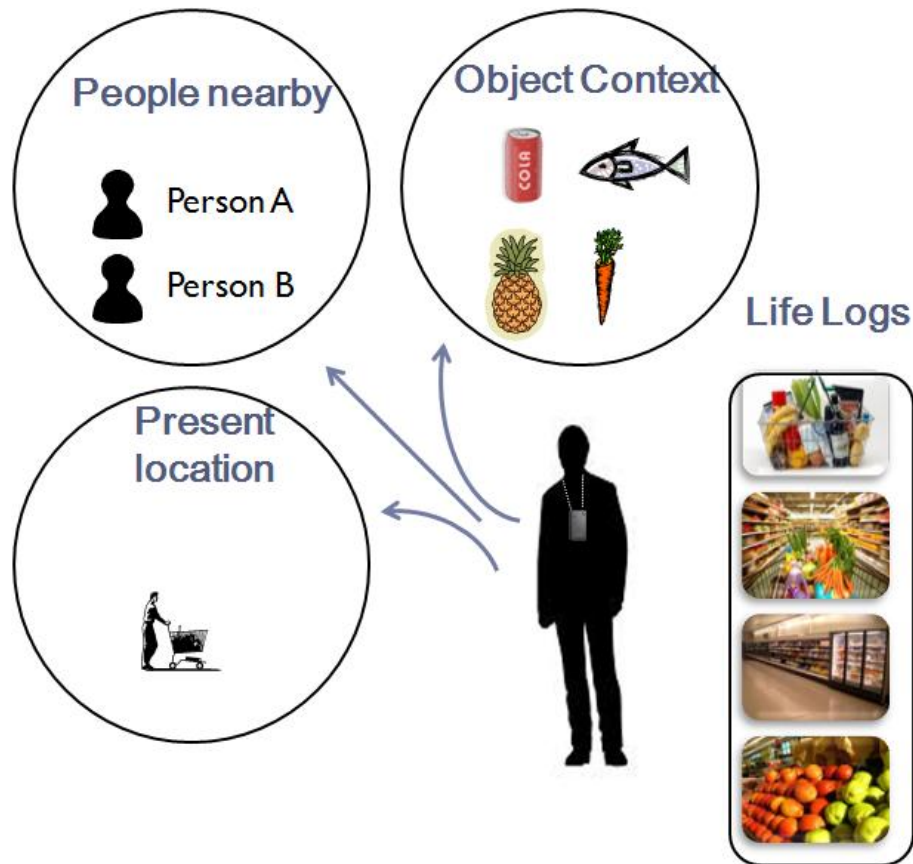 People nearby
Person A
Person B
Object Context
COLA
Present
location
Life Logs